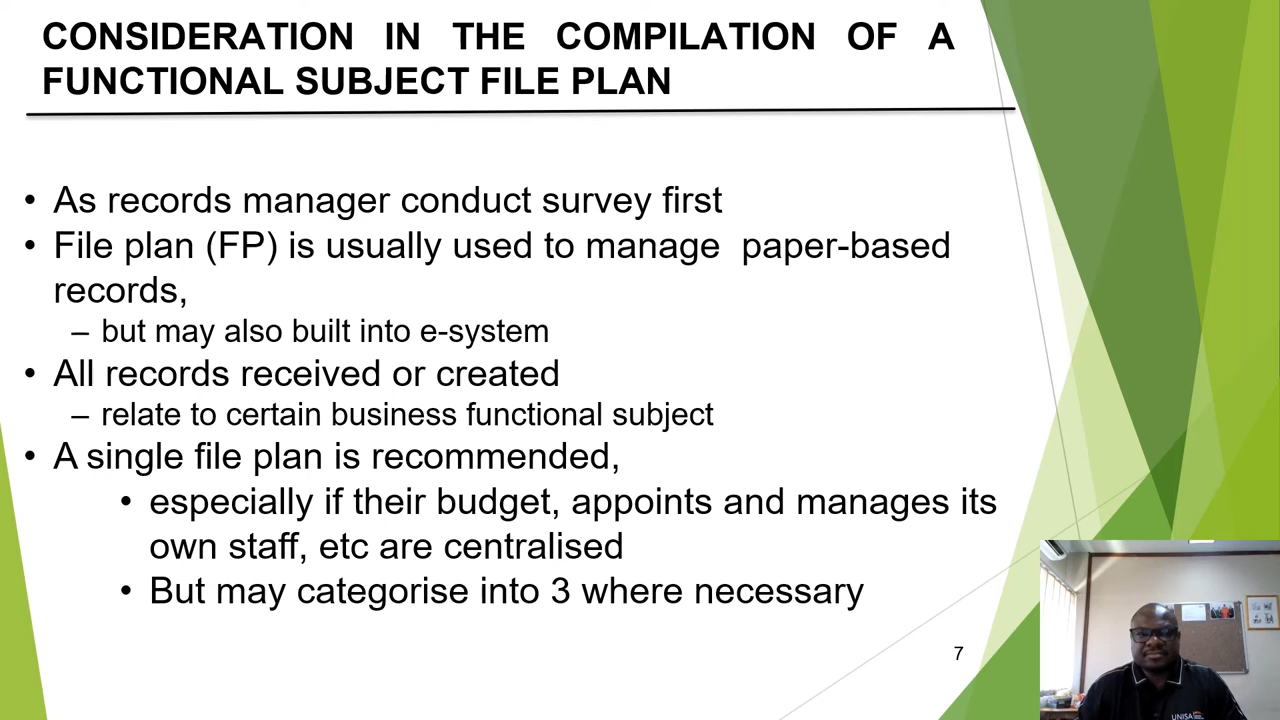 CONSIDERATION IN THE COMPILATION OF A
FUNCTIONAL SUBJECT FILE PLAN
• As records manager conduct survey first
• File plan (FP) is usually used to manage paper-based
records,
– but may also built into e-system
• All records received or created
– relate to certain business functional subject
• A single file plan is recommended,
• especially if their budget, appoints and manages its
own staff, etc are centralised
• But may categorise into 3 where necessary
7
UNISA